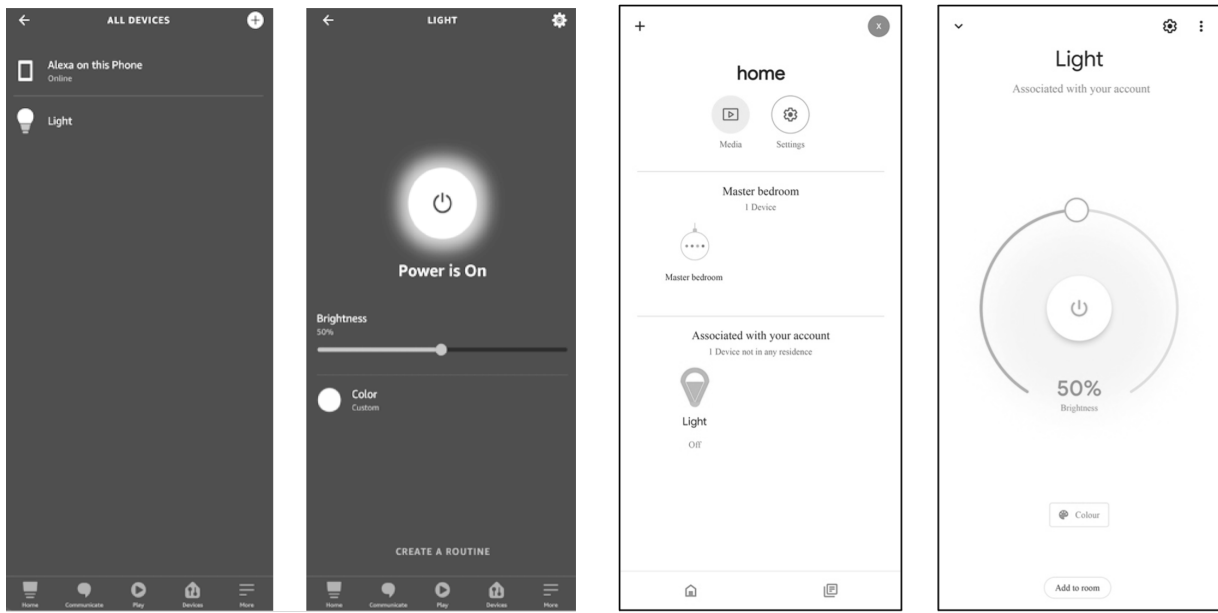 ALL DEVICES
Alexa on this Phone
Online
Light
Home
Communicate
Play
Devices
More
LIGHT
Power is On
Brightness
50%
Color
Custom
CREATE A ROUTINE
Home
Communicate
Play
Devices
More
X
home
Media
Settings
Master bedroom
1 Device
Master bedroom
Associated with your account
1 Device not in any residence
Light
Off
Light
Associated with your account
50%
Brightness
Colour
Add to room